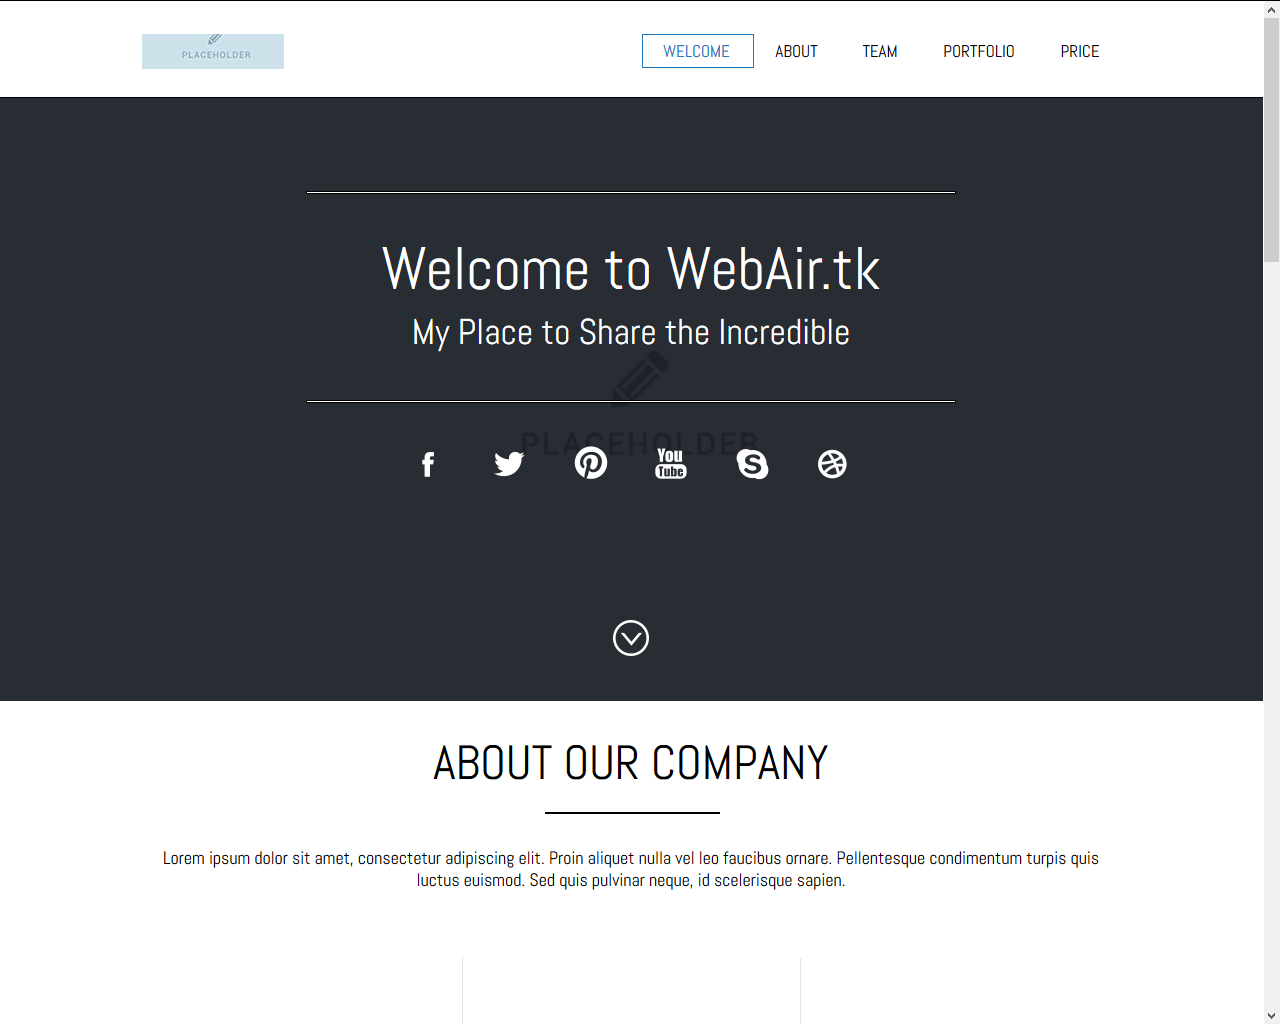 PLACEHOLDER
WELCOME ABOUT TEAM PORTFOLIO PRICE
Welcome to WebAir.tk
My Place to Share the Incredible
PLACEHOLDER
You
Tube
ABOUT OUR COMPANY
Lorem ipsum dolor sit amet, consectetur adipiscing elit. Proin aliquet nulla vel leo faucibus ornare. Pellentesque condimentum turpis quis
luctus euismod. Sed quis pulvinar neque, id scelerisque sapien.